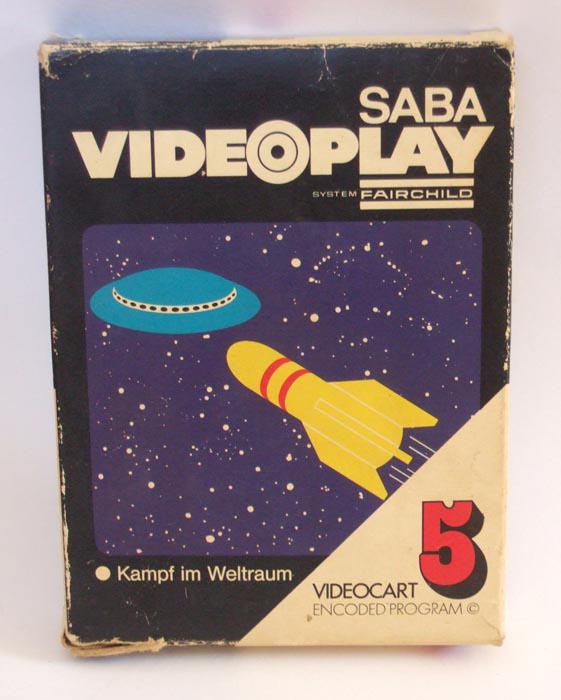 SABA
VIDEOPLAY
SYSTEM FAIRCHILD
Kampf im Weltraum
5
VIDEOCART
ENCODED PROGRAM ©